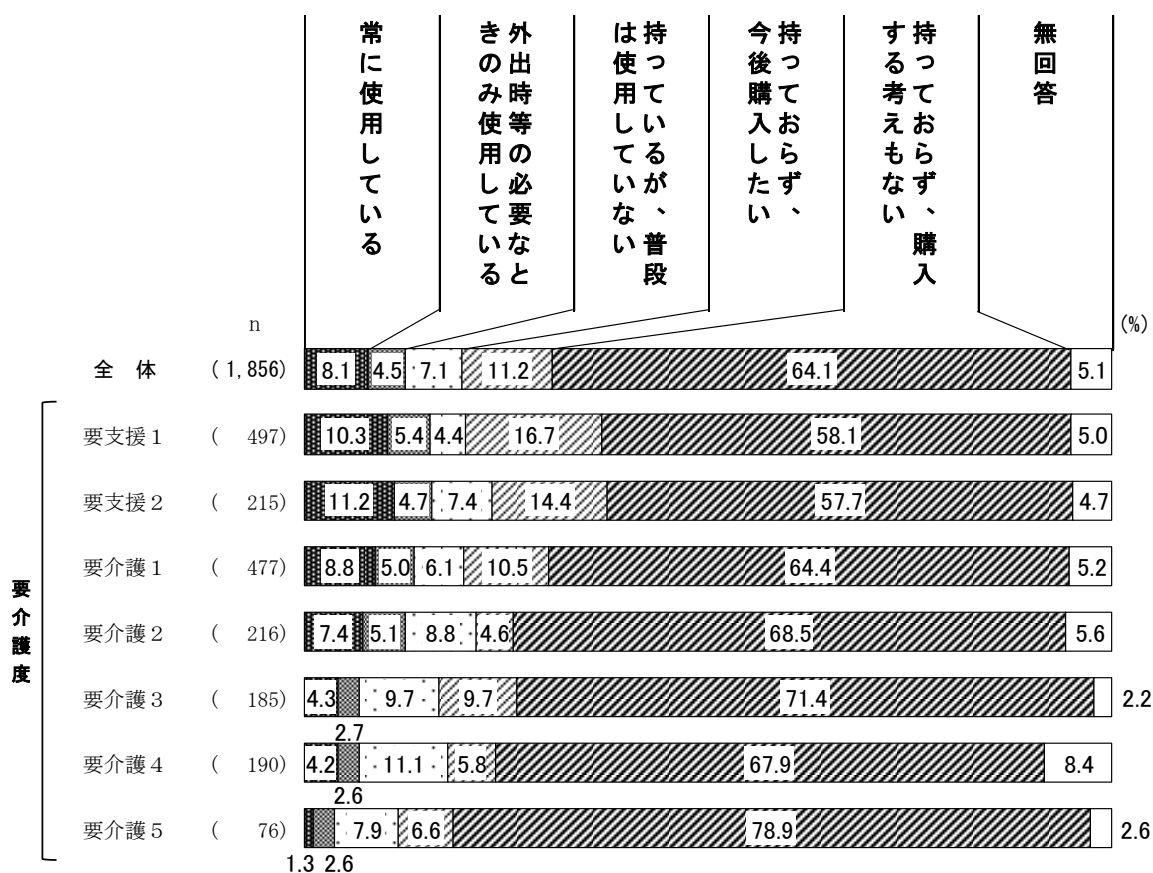 常に使用している
外出時等の必要なと
きのみ使用している
持っているが、普段
は使用していない
持っておらず、
今後購入したい
持っておらず、購入
する考えもない
無回答
n
(%)
全　体 (1,856) 8.1 4.5 7.1 11.2 64.1 5.1
要介護度
要支援１ ( 497) 10.3 5.4 4.4 16.7 58.1 5.0
要支援２ ( 215) 11.2 4.7 7.4 14.4 57.7 4.7
要介護１ ( 477) 8.8 5.0 6.1 10.5 64.4 5.2
要介護２ ( 216) 7.4 5.1 8.8 4.6 68.5 5.6
要介護３ ( 185) 4.3 9.7 9.7 71.4 2.2
2.7
要介護４ ( 190) 4.2 11.1 5.8 67.9 8.4
2.6
要介護５ ( 76) 7.9 6.6 78.9 2.6
1.3 2.6